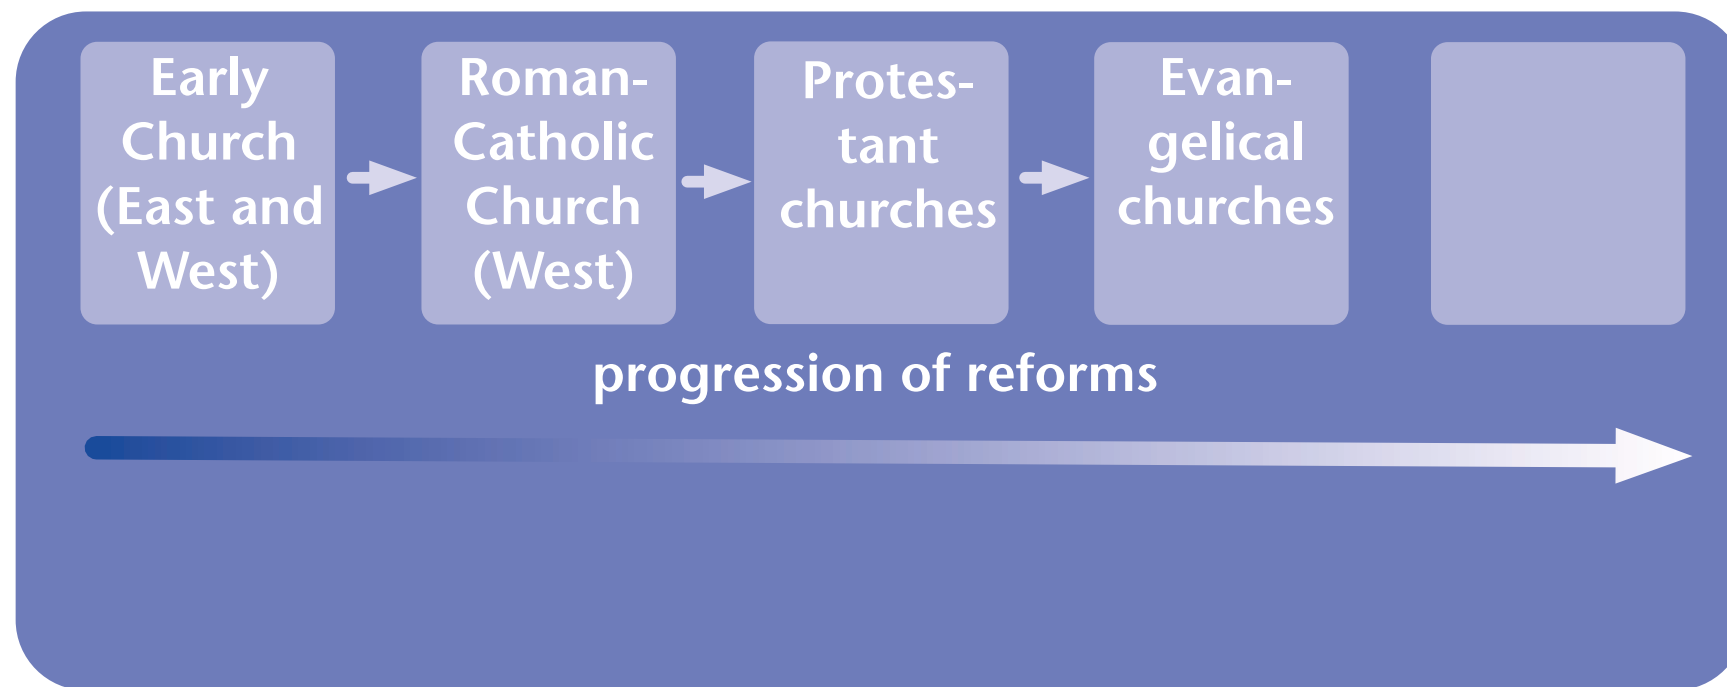 Early
Church
(East and
West)
Roman-
Catholic
Church
(West)
Protes-
tant
churches
Evan-
gelical
churches
progression of reforms